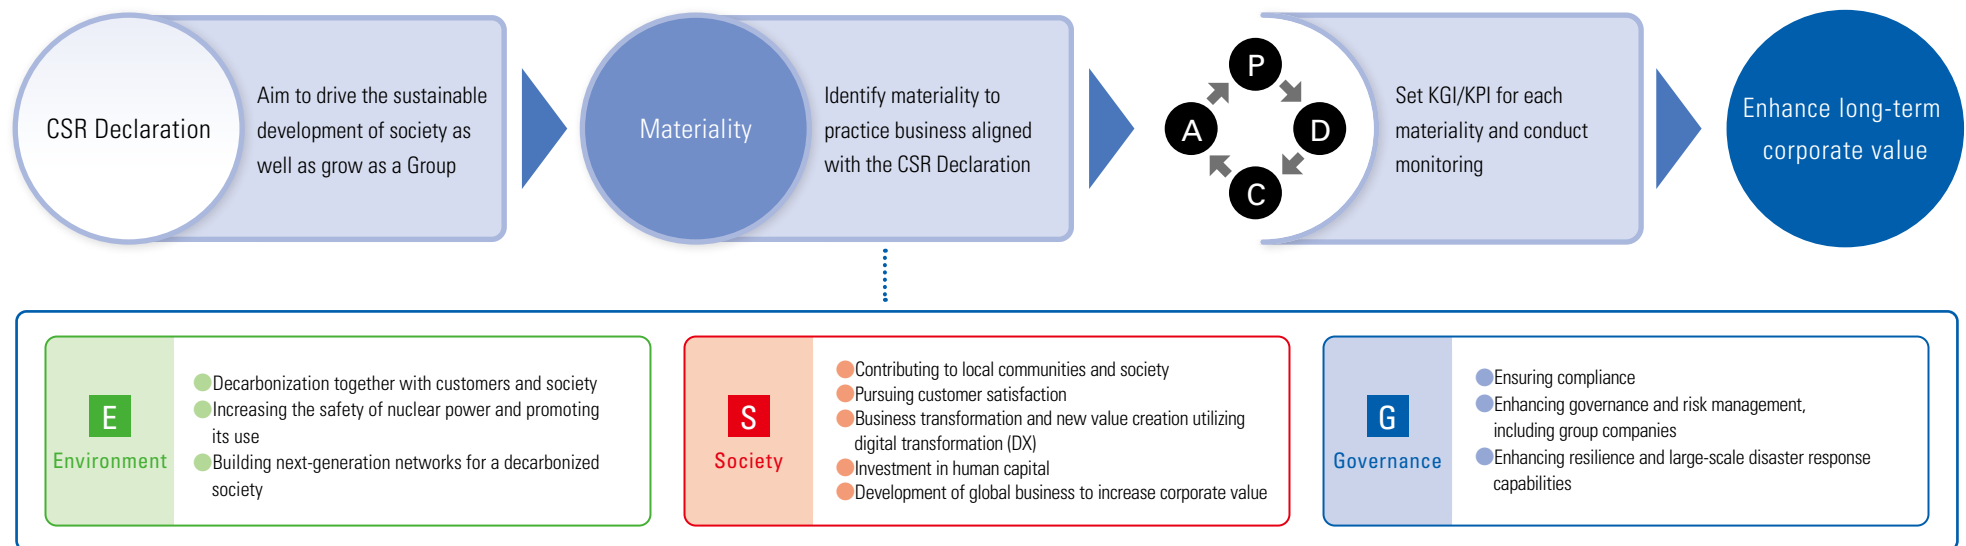 CSR Declaration
Aim to drive the sustainable
development of society as
well as grow as a Group
Materiality
Identify materiality to
practice business aligned
with the CSR Declaration
P
A
D
C
Set KGI/KPI for each
materiality and conduct
monitoring
Enhance long-term
corporate value
E
Environment
Decarbonization together with customers and society
Increasing the safety of nuclear power and promoting
its use
Building next-generation networks for a decarbonized
society
S
Society
Contributing to local communities and society
Pursuing customer satisfaction
Business transformation and new value creation utilizing
digital transformation (DX)
Investment in human capital
Development of global business to increase corporate value
G
Governance
Ensuring compliance
Enhancing governance and risk management,
including group companies
Enhancing resilience and large-scale disaster response
capabilities